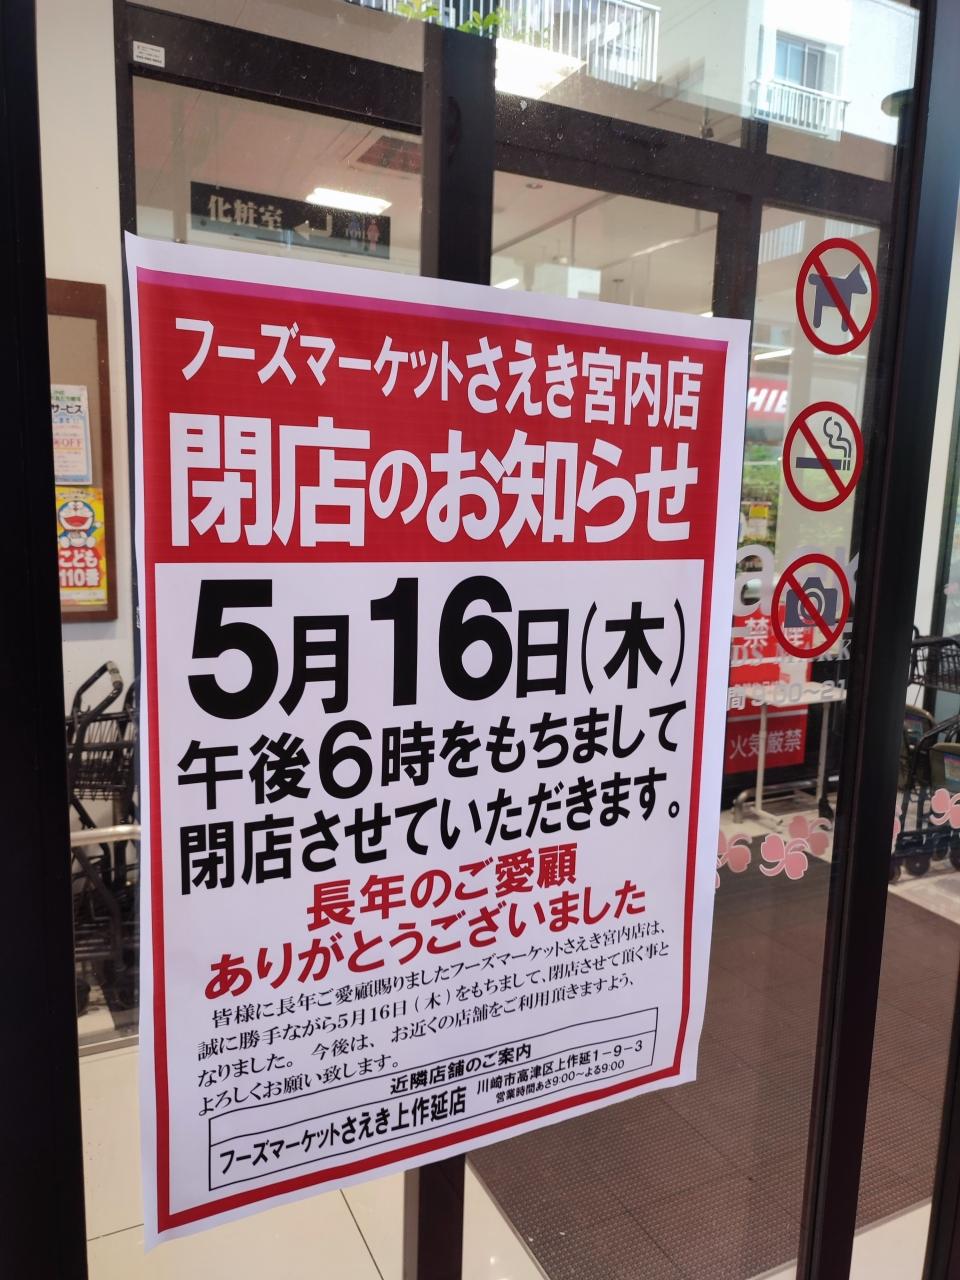 化粧室
フーズマーケットさえき宮内店
閉店のお知らせ
5月16日(木)
午後6時をもちまして
閉店させていただきます。
長年のご愛顧
ありがとうございました
皆様に長年ご愛顧賜りましたフーズマーケットさえき宮内店は、
誠に勝手ながら5月16日(木)をもちまして、閉店させて頂く事と
なりました。今後は、お近くの店舗をご利用頂きますよう、
よろしくお願い致します。
近隣店舗のご案内
フーズマーケットさえき上作延店
川崎市高津区上作延1-9-3
営業時間あさ9:00~よる9:00
サービス
OFF
こども
110番
火気厳禁